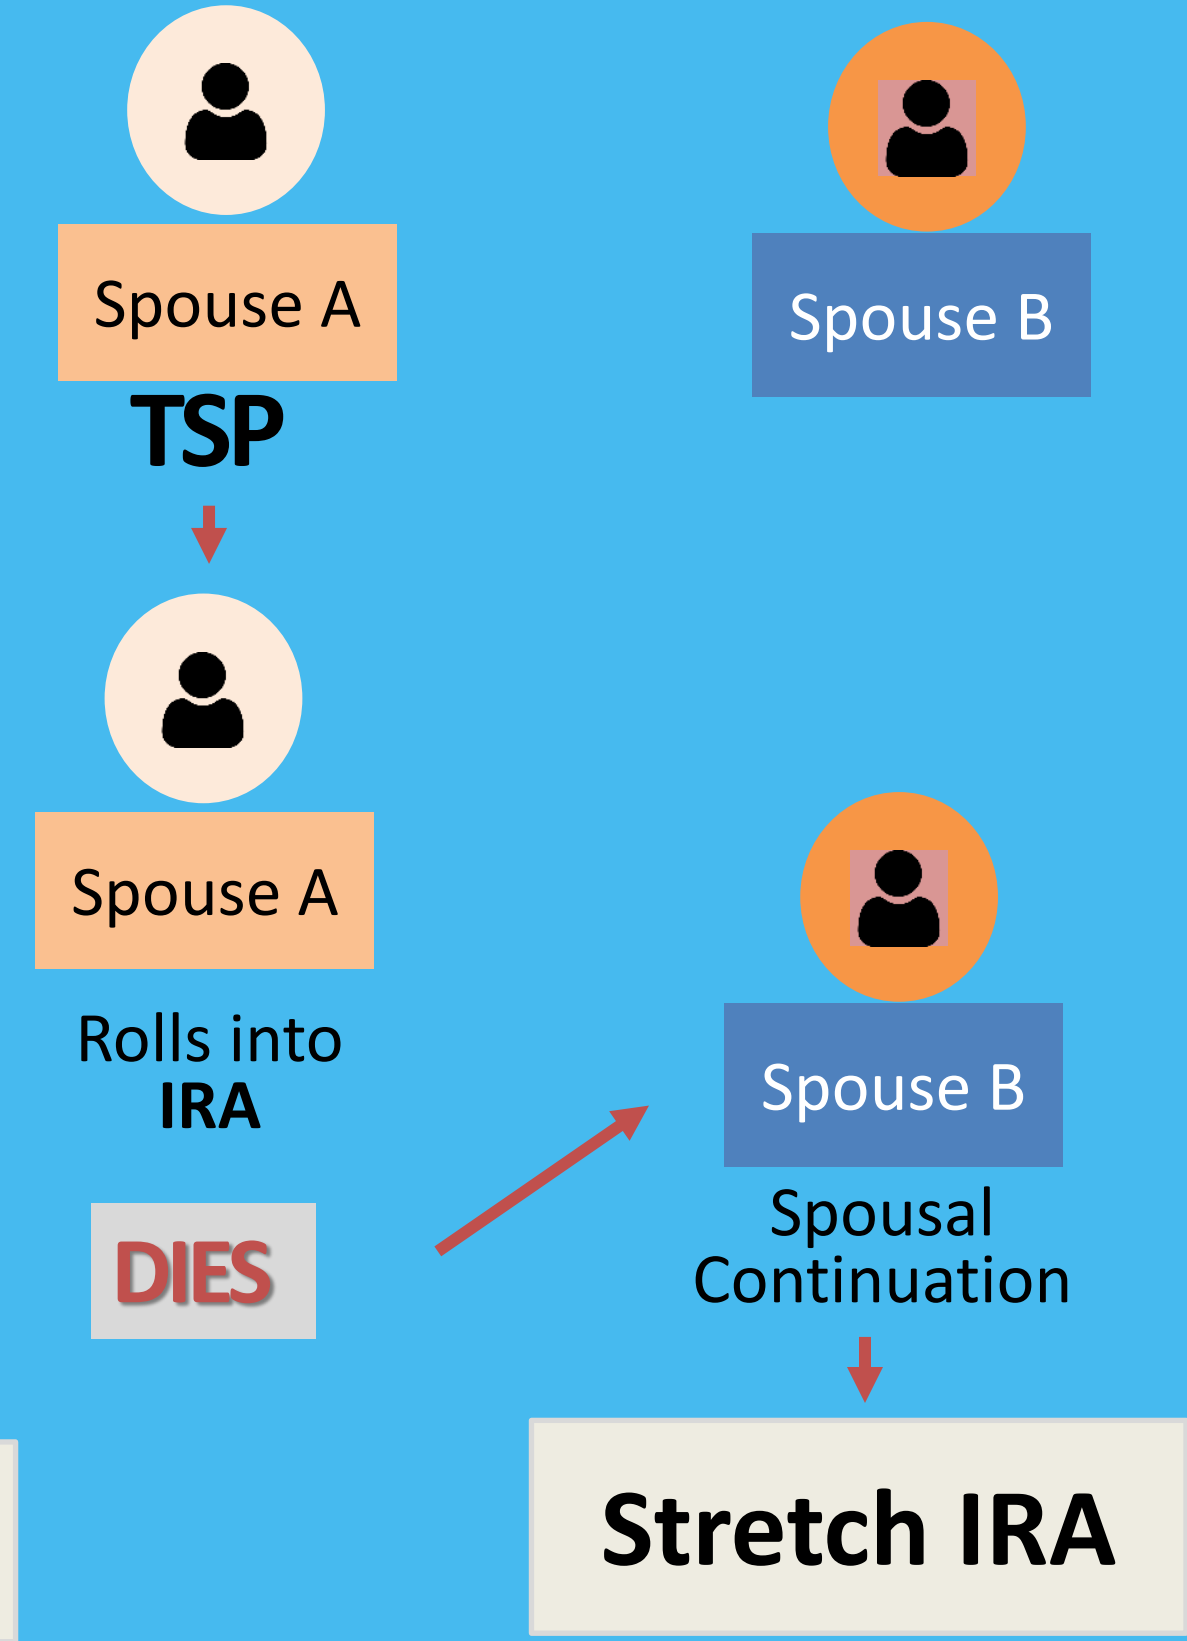 Spouse A
Spouse B
TSP
Spouse A
Rolls into
IRA
DIES
Spouse B
Spousal
Continuation
Stretch IRA